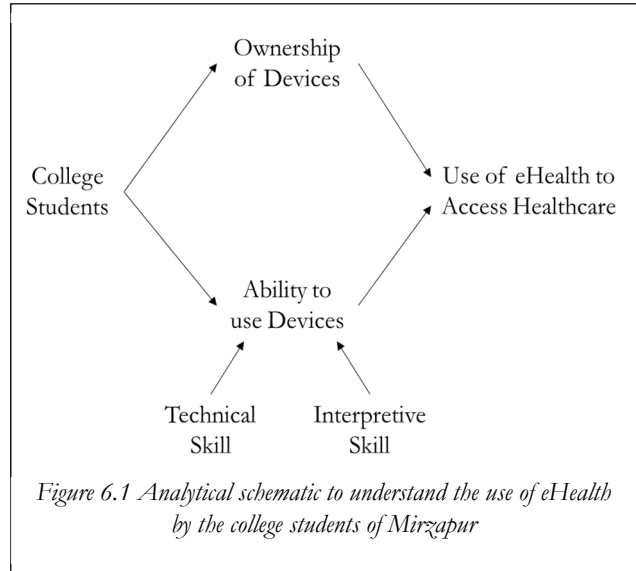 Ownership
of Devices
College
Students
Use of eHealth to
Access Healthcare
Ability to
use Devices
Technical
Skill
Interpretive
Skill
Figure 6.1 Analytical schematic to understand the use of eHealth
by the college students of Mirzapur